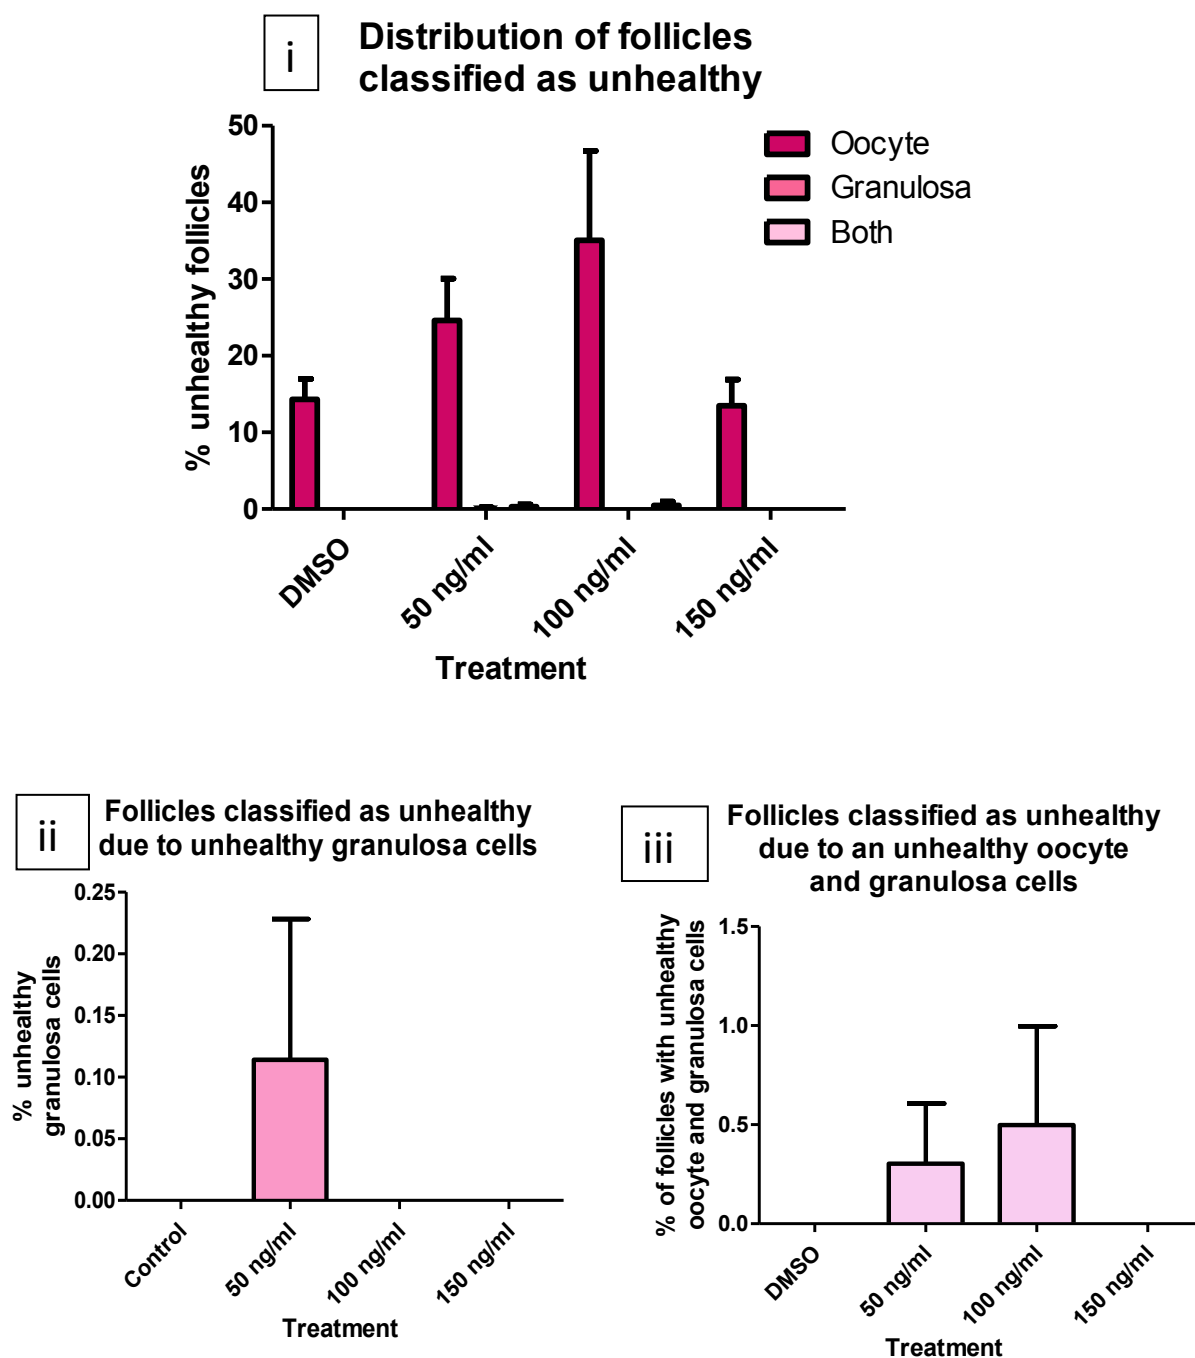 i
Distribution of follicles
classified as unhealthy
% unhealthy follicles
50
40
30
20
10
0
Oocyte
Granulosa
Both
DMSO
50 ng/ml
100 ng/ml
150 ng/ml
Treatment
ii
Follicles classified as unhealthy
due to unhealthy granulosa cells
% unhealthy
granulosa cells
0.25
0.20
0.15
0.10
0.05
0.00
Control
50 ng/ml
100 ng/ml
150 ng/ml
Treatment
iii
Follicles classified as unhealthy
due to an unhealthy oocyte
and granulosa cells
% of follicles with unhealthy
oocyte and granulosa cells
1.5
1.0
0.5
0.0
DMSO
50 ng/ml
100 ng/ml
150 ng/ml
Treatment